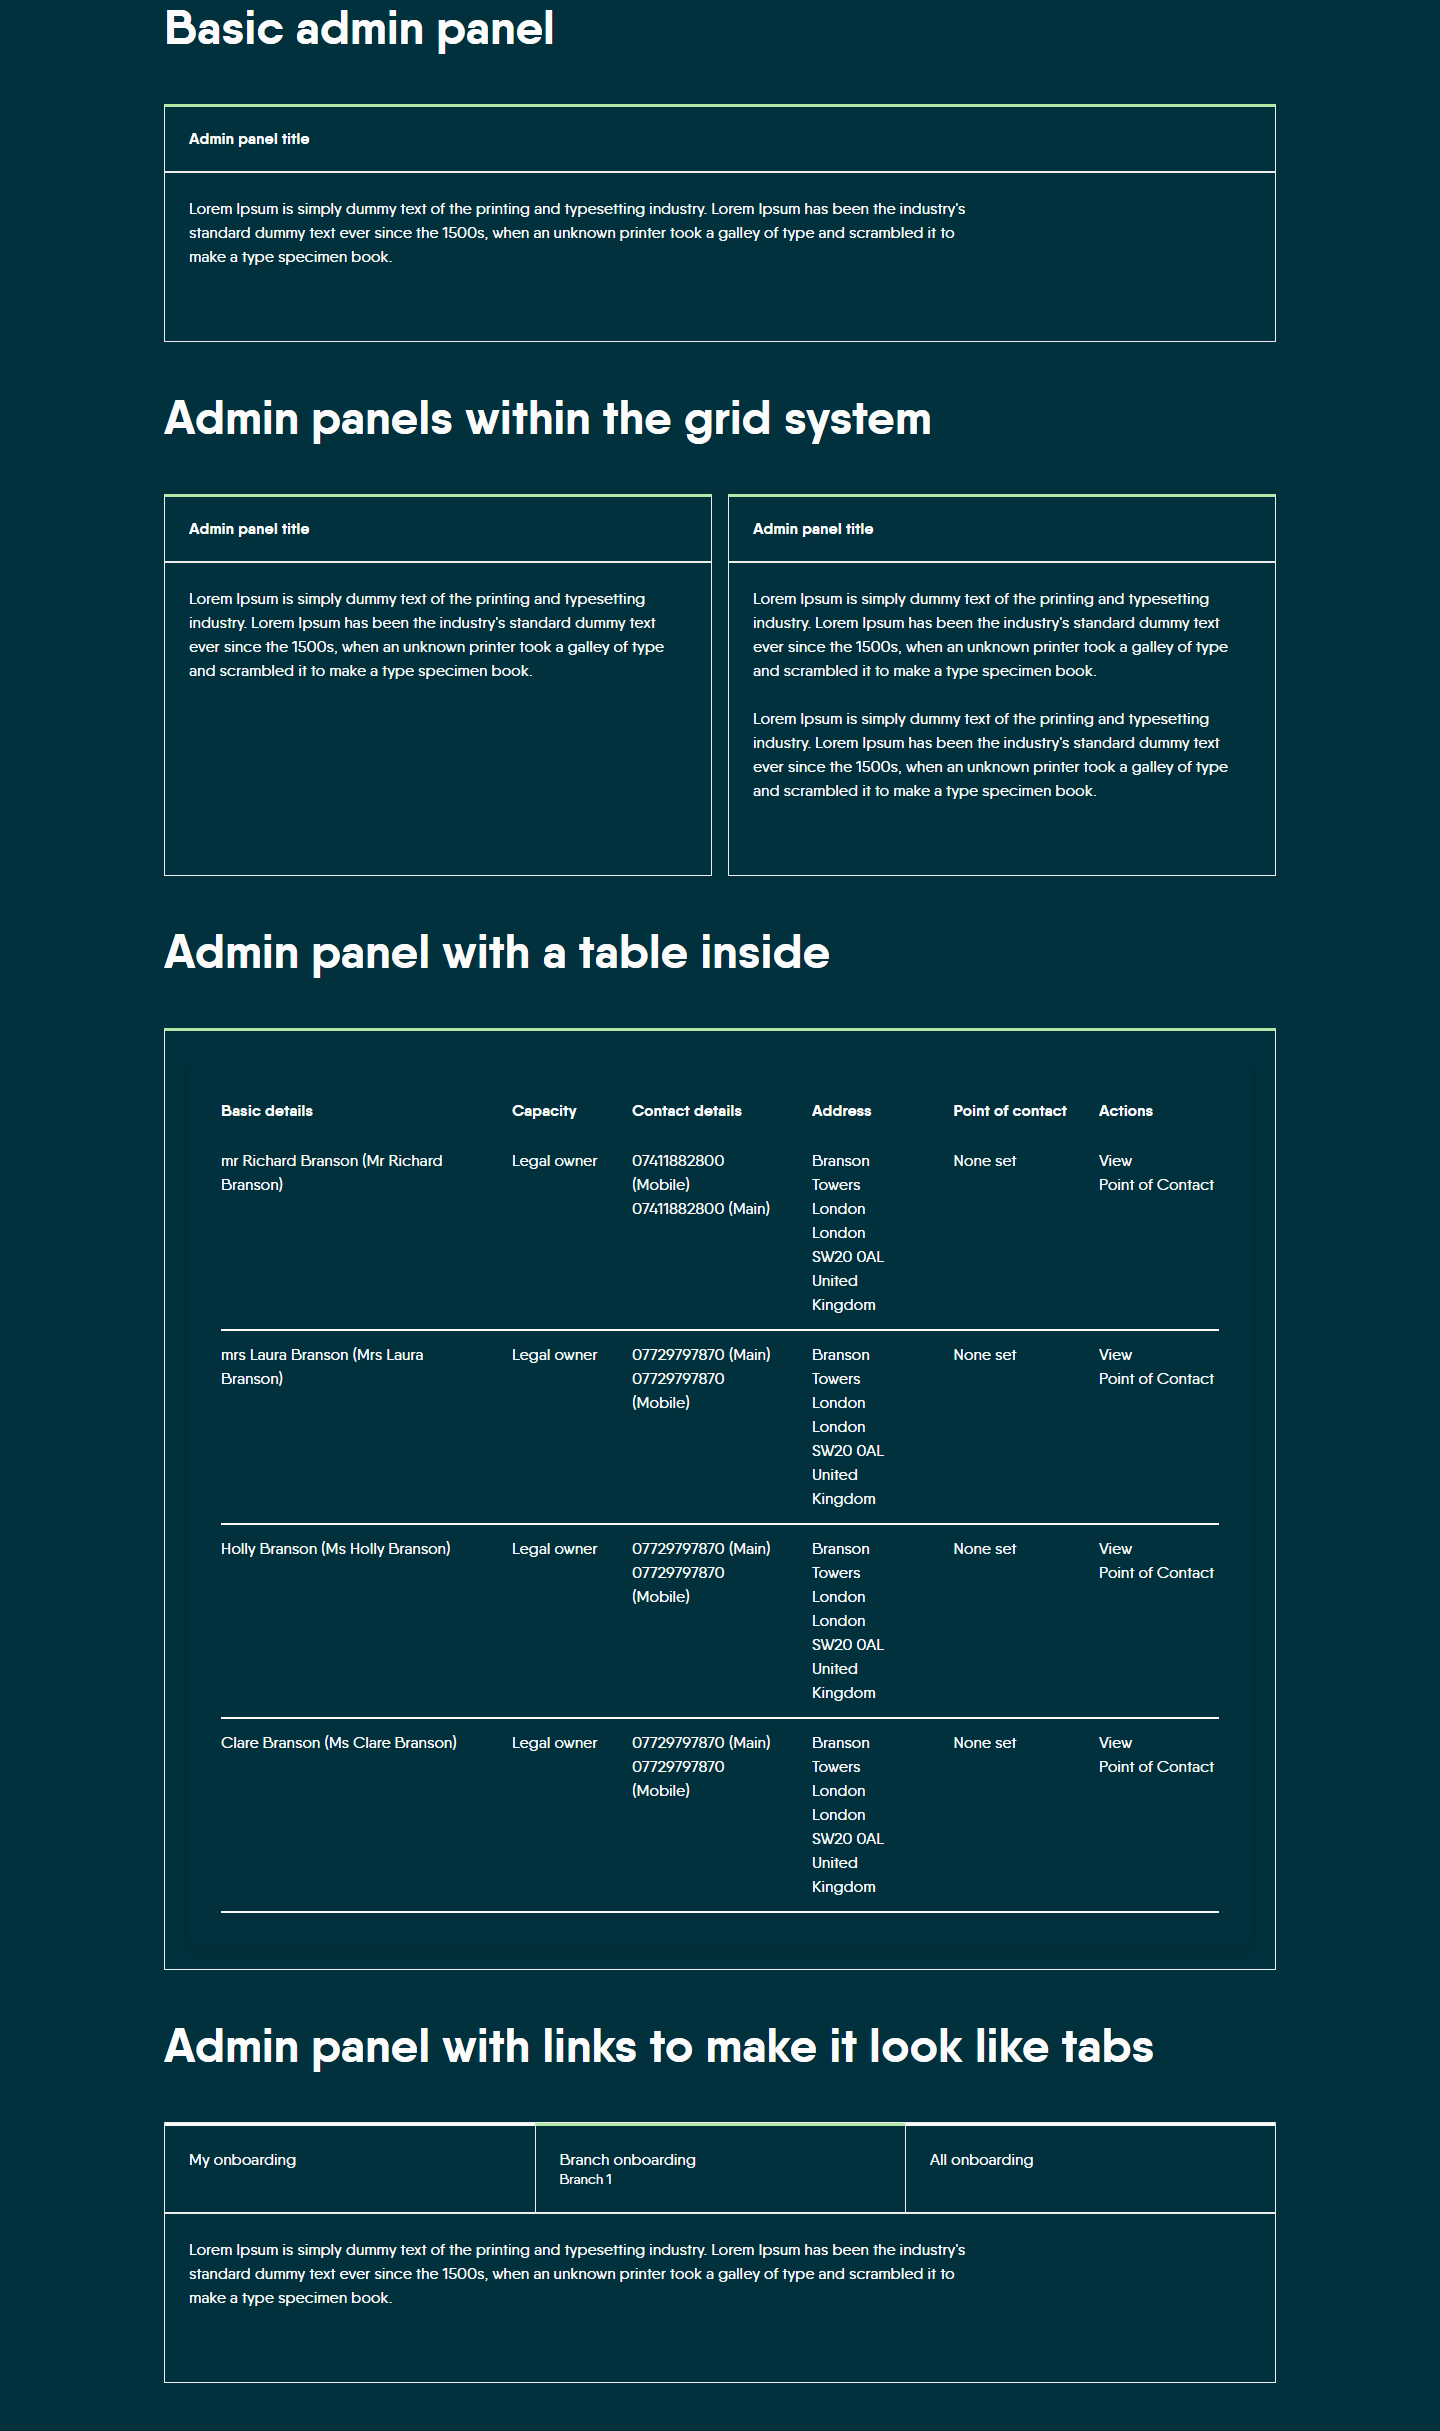 Basic admin panel
Admin panel title
Lorem Ipsum is simply dummy text of the printing and typesetting industry. Lorem Ipsum has been the industry's
standard dummy text ever since the 1500s, when an unknown printer took a galley of type and scrambled it to
make a type specimen book.
Admin panels within the grid system
Admin panel title
Lorem Ipsum is simply dummy text of the printing and typesetting
industry. Lorem Ipsum has been the industry's standard dummy text
ever since the 1500s, when an unknown printer took a galley of type
and scrambled it to make a type specimen book.
Admin panel title
Lorem Ipsum is simply dummy text of the printing and typesetting
industry. Lorem Ipsum has been the industry's standard dummy text
ever since the 1500s, when an unknown printer took a galley of type
and scrambled it to make a type specimen book.
Lorem Ipsum is simply dummy text of the printing and typesetting
industry. Lorem Ipsum has been the industry's standard dummy text
ever since the 1500s, when an unknown printer took a galley of type
and scrambled it to make a type specimen book.
Admin panel with a table inside
Basic details Capacity Contact details Address Point of contact Actions
mr Richard Branson (Mr Richard Legal owner 07411882800 Branson None set View
Branson) (Mobile) Towers Point of Contact
07411882800 (Main) London
London
SW20 0AL
United
Kingdom
mrs Laura Branson (Mrs Laura Legal owner 07729797870 (Main) Branson None set View
Branson) 07729797870 Towers Point of Contact
(Mobile) London
London
SW20 0AL
United
Kingdom
Holly Branson (Ms Holly Branson) Legal owner 07729797870 (Main) Branson None set View
07729797870 Towers Point of Contact
(Mobile) London
London
SW20 0AL
United
Kingdom
Clare Branson (Ms Clare Branson) Legal owner 07729797870 (Main) Branson None set View
07729797870 Towers Point of Contact
(Mobile) London
London
SW20 0AL
United
Kingdom
Admin panel with links to make it look like tabs
My onboarding Branch onboarding All onboarding
Branch 1
Lorem Ipsum is simply dummy text of the printing and typesetting industry. Lorem Ipsum has been the industry's
standard dummy text ever since the 1500s, when an unknown printer took a galley of type and scrambled it to
make a type specimen book.